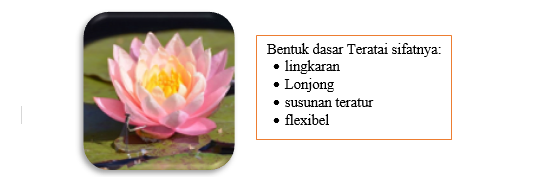 Bentuk dasar Teratai sifatnya:
• lingkaran
• Lonjong
• susunan teratur
• flexibel